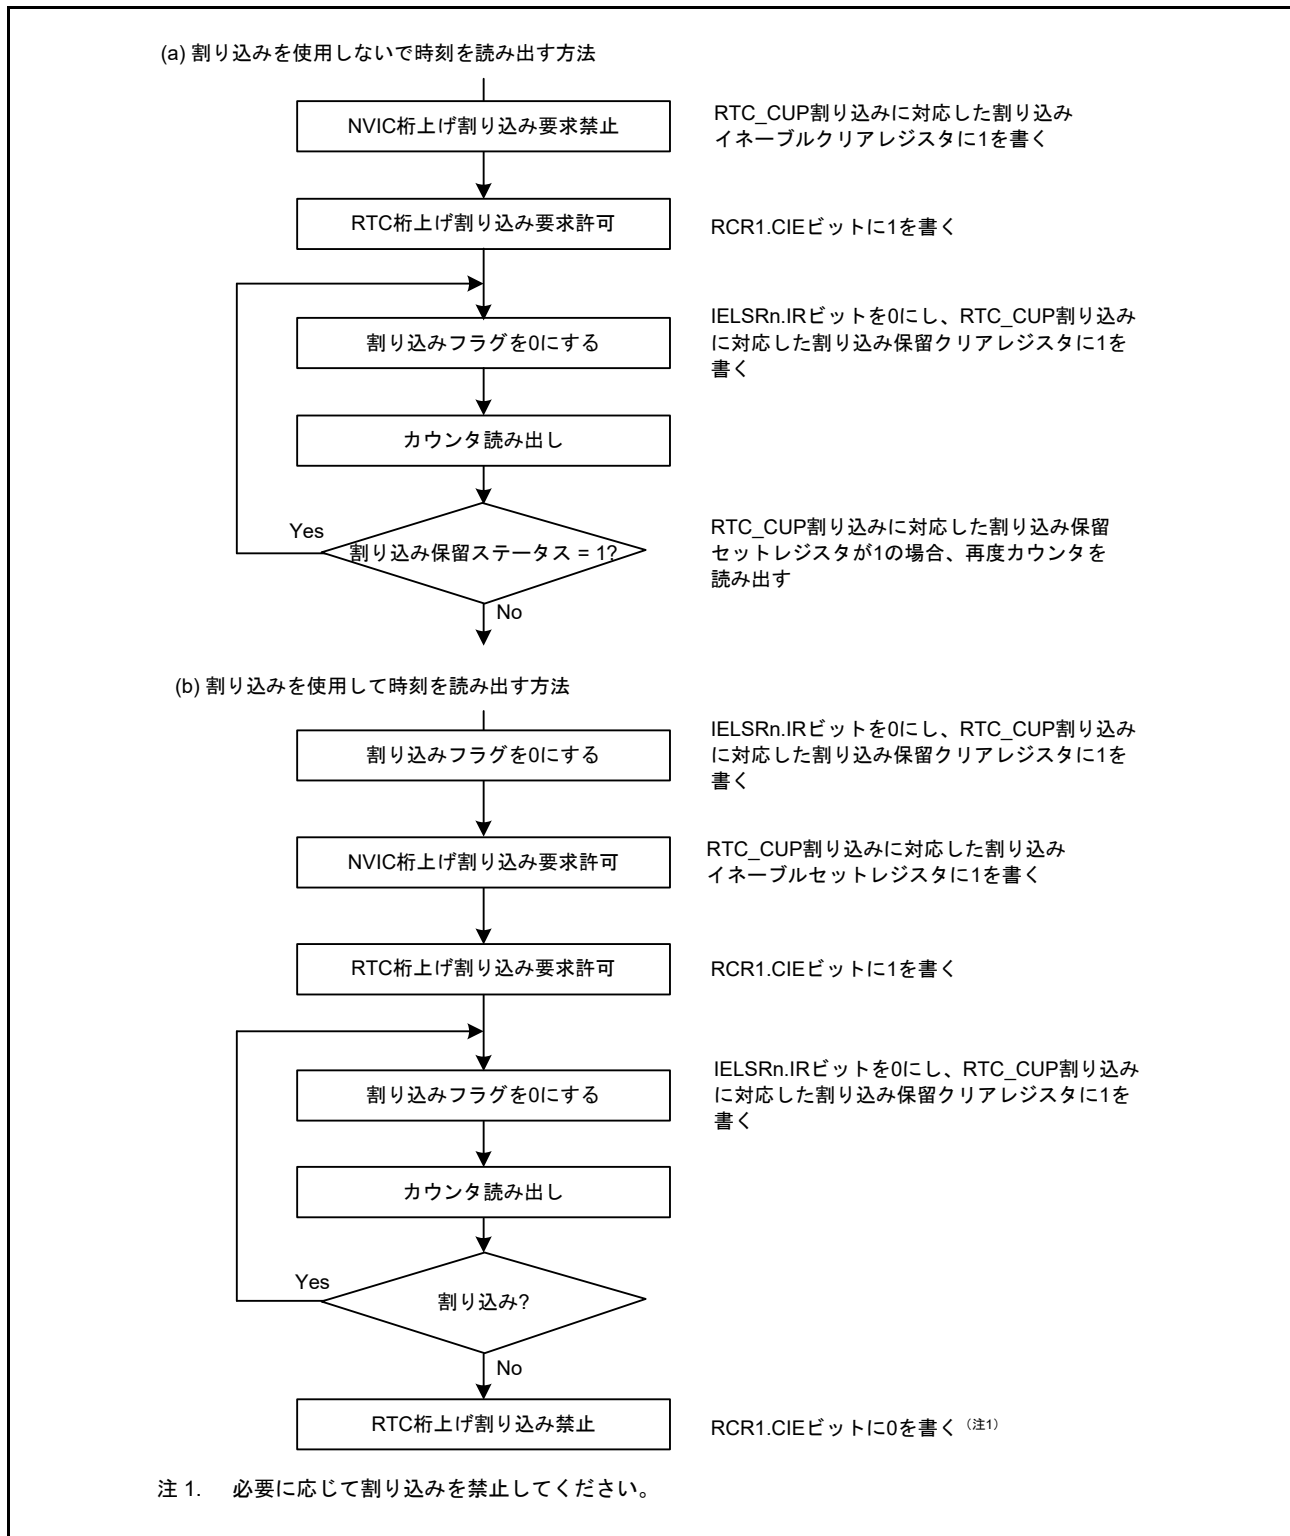 (a) 割り込みを使用しないで時刻を読み出す方法
NVIC桁上げ割り込み要求禁止
RTC_CUP割り込みに対応した割り込み
イネーブルクリアレジスタに1を書く
RTC桁上げ割り込み要求許可
RCR1.CIEビットに1を書く
割り込みフラグを0にする
IELSRn.IRビットを0にし、RTC_CUP割り込み
に対応した割り込み保留クリアレジスタに1を
書く
カウンタ読み出し
Yes
割り込み保留ステータス = 1?
RTC_CUP割り込みに対応した割り込み保留
セットレジスタが1の場合、再度カウンタを
読み出す
No
(b) 割り込みを使用して時刻を読み出す方法
割り込みフラグを0にする
IELSRn.IRビットを0にし、RTC_CUP割り込み
に対応した割り込み保留クリアレジスタに1を
書く
NVIC桁上げ割り込み要求許可
RTC_CUP割り込みに対応した割り込み
イネーブルセットレジスタに1を書く
RTC桁上げ割り込み要求許可
RCR1.CIEビットに1を書く
割り込みフラグを0にする
IELSRn.IRビットを0にし、RTC_CUP割り込み
に対応した割り込み保留クリアレジスタに1を
書く
カウンタ読み出し
Yes
割り込み?
No
RTC桁上げ割り込み禁止
RCR1.CIEビットに0を書く（注1）
注 1. 必要に応じて割り込みを禁止してください。